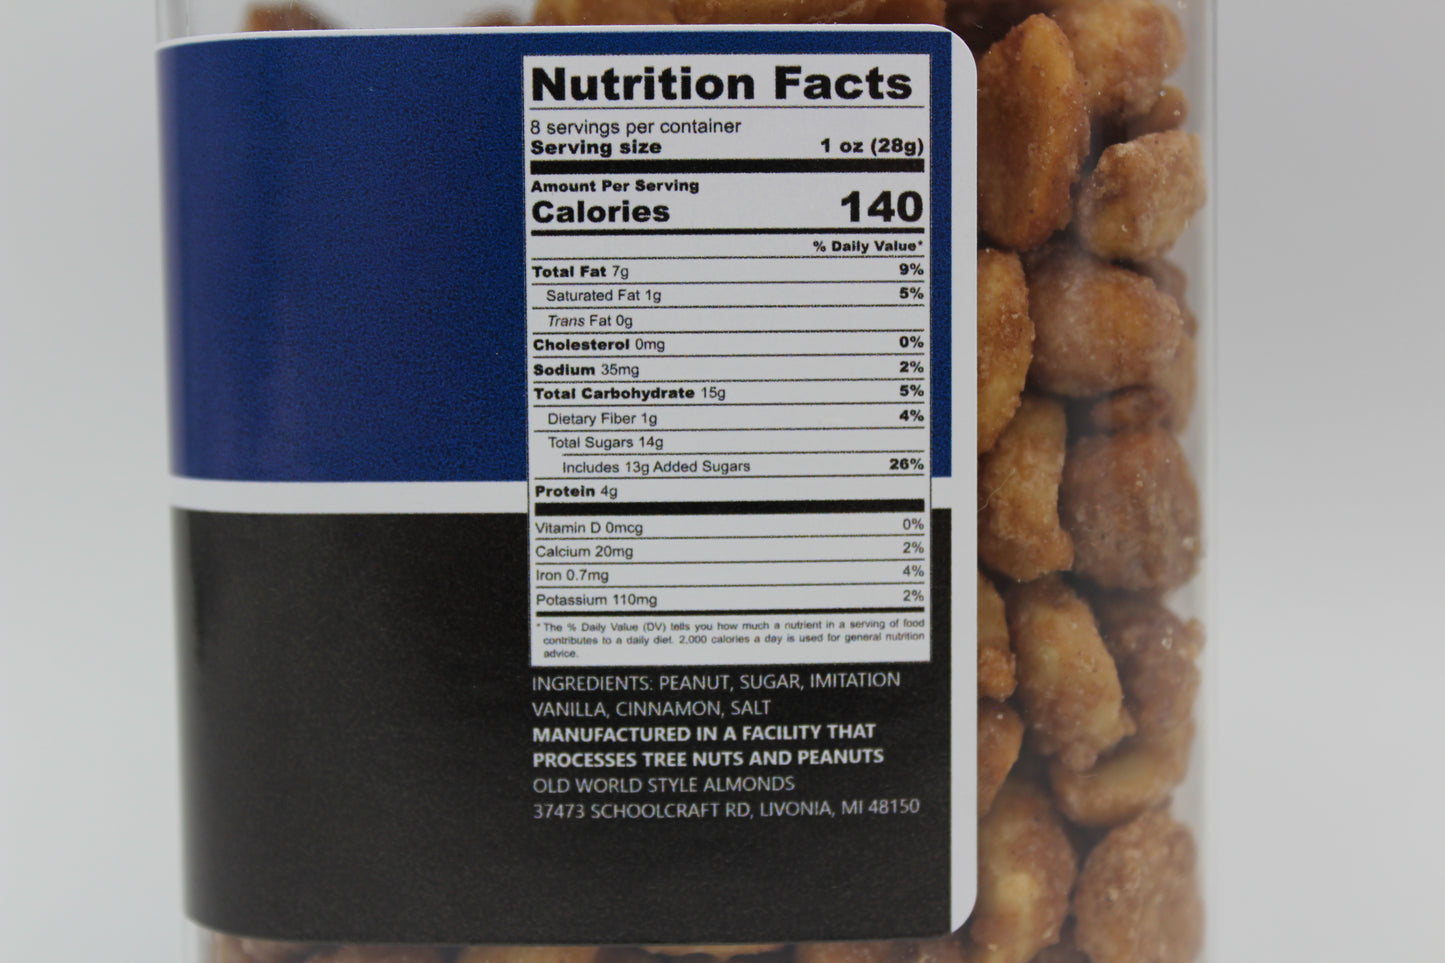 Nutrition Facts
8 servings per container
Serving size 1 oz (28g)
Amount Per Serving
Calories 140
% Daily Value*
Total Fat 7g 9%
Saturated Fat 1g 5%
Trans Fat 0g
Cholesterol 0mg 0%
Sodium 35mg 2%
Total Carbohydrate 15g 5%
Dietary Fiber 1g 4%
Total Sugars 14g
Includes 13g Added Sugars 26%
Protein 4g
Vitamin D 0mcg 0%
Calcium 20mg 2%
Iron 0.7mg 4%
Potassium 110mg 2%
* The % Daily Value (DV) tells you how much a nutrient in a serving of food
contributes to a daily diet. 2,000 calories a day is used for general nutrition
advice.
INGREDIENTS: PEANUT, SUGAR, IMITATION
VANILLA, CINNAMON, SALT
MANUFACTURED IN A FACILITY THAT
PROCESSES TREE NUTS AND PEANUTS
OLD WORLD STYLE ALMONDS
37473 SCHOOLCRAFT RD, LIVONIA, MI 48150